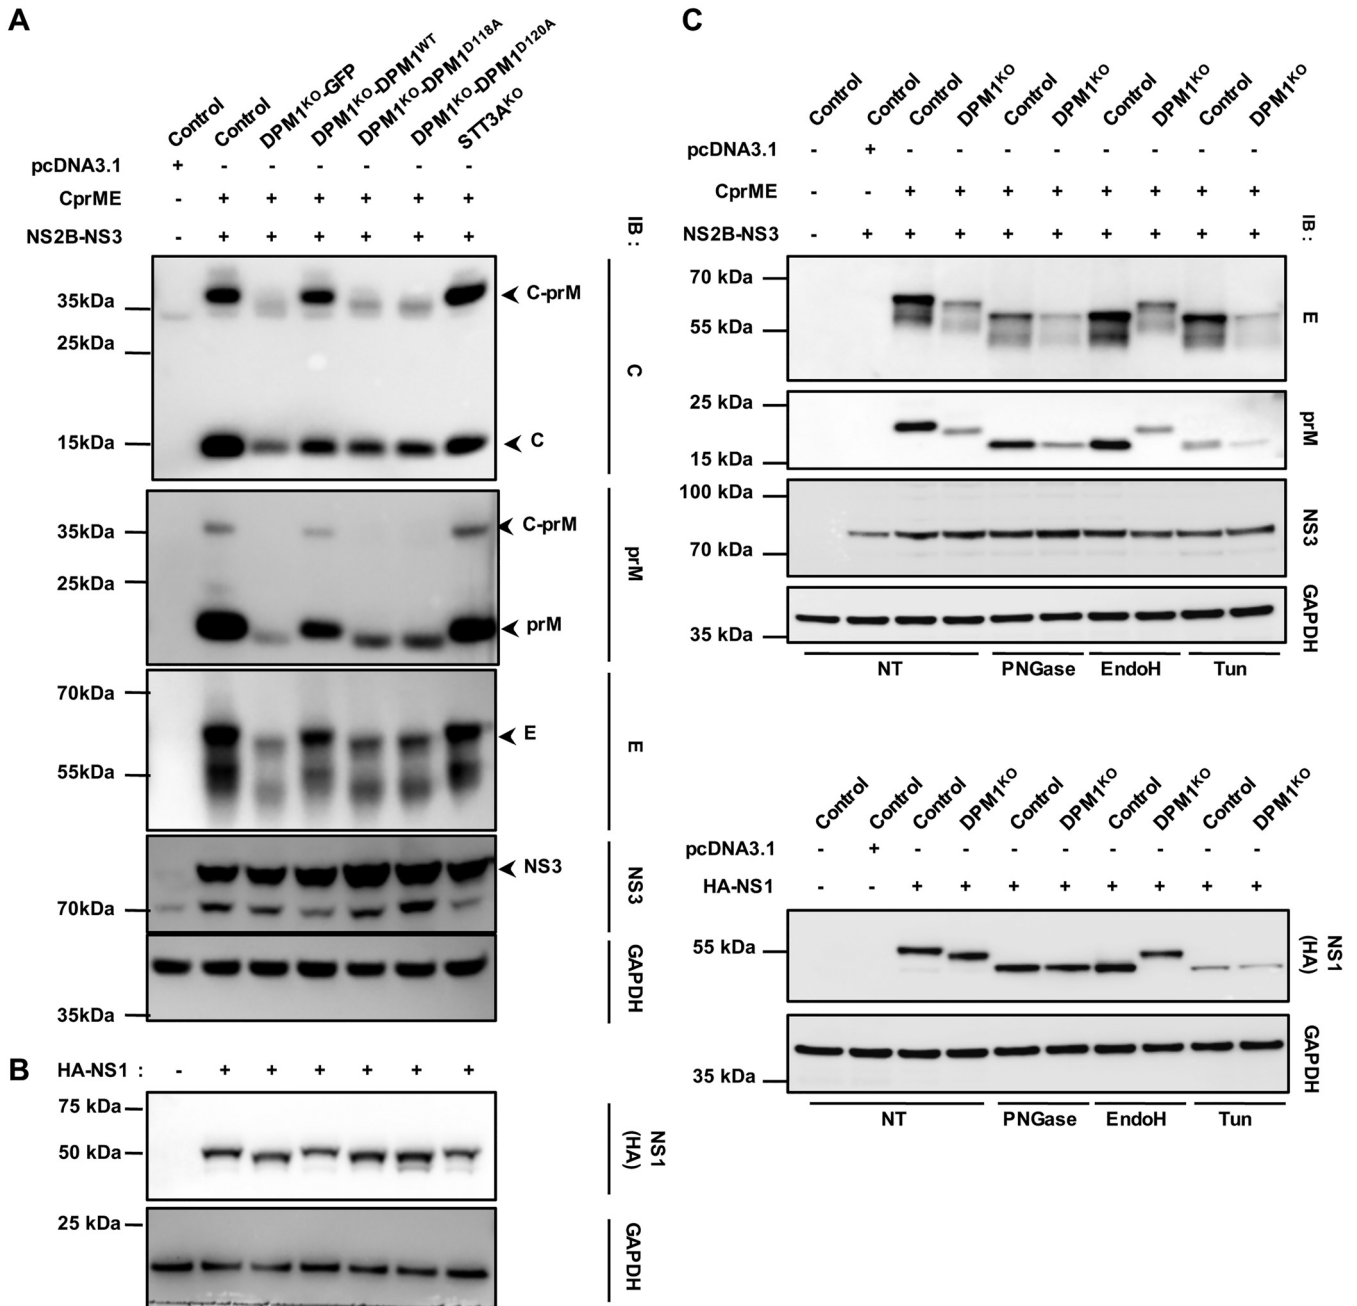 A
Control
Control
DPM1KO-GFP
DPM1KO-DPM1WT
DPM1KO-DPM1D118A
DPM1KO-DPM1D120A
STT3AKO
pcDNA3.1 + - - - - - -
CprME - + + + + + +
NS2B-NS3 - + + + + + +
IB :
35kDa
25kDa
15kDa
C-prM
C
C
35kDa
25kDa
C-prM
prM
prM
70kDa
55kDa
E
E
70kDa
NS3
NS3
35kDa
GAPDH
B
HA-NS1 : - + + + + + +
75 kDa
50 kDa
NS1
(HA)
25 kDa
GAPDH
C
Control
Control
Control
DPM1KO
Control
DPM1KO
Control
DPM1KO
Control
DPM1KO
pcDNA3.1 - + - - - - - - - -
CprME - - + + + + + + + +
NS2B-NS3 - + + + + + + + + +
IB :
70 kDa
55 kDa
E
25 kDa
15 kDa
prM
100 kDa
70 kDa
NS3
35 kDa
GAPDH
NT PNGase EndoH Tun
Control
Control
Control
DPM1KO
Control
DPM1KO
Control
DPM1KO
Control
DPM1KO
pcDNA3.1 - + - - - - - - - -
HA-NS1 - - + + + + + + + +
55 kDa
NS1
(HA)
35 kDa
GAPDH
NT PNGase EndoH Tun